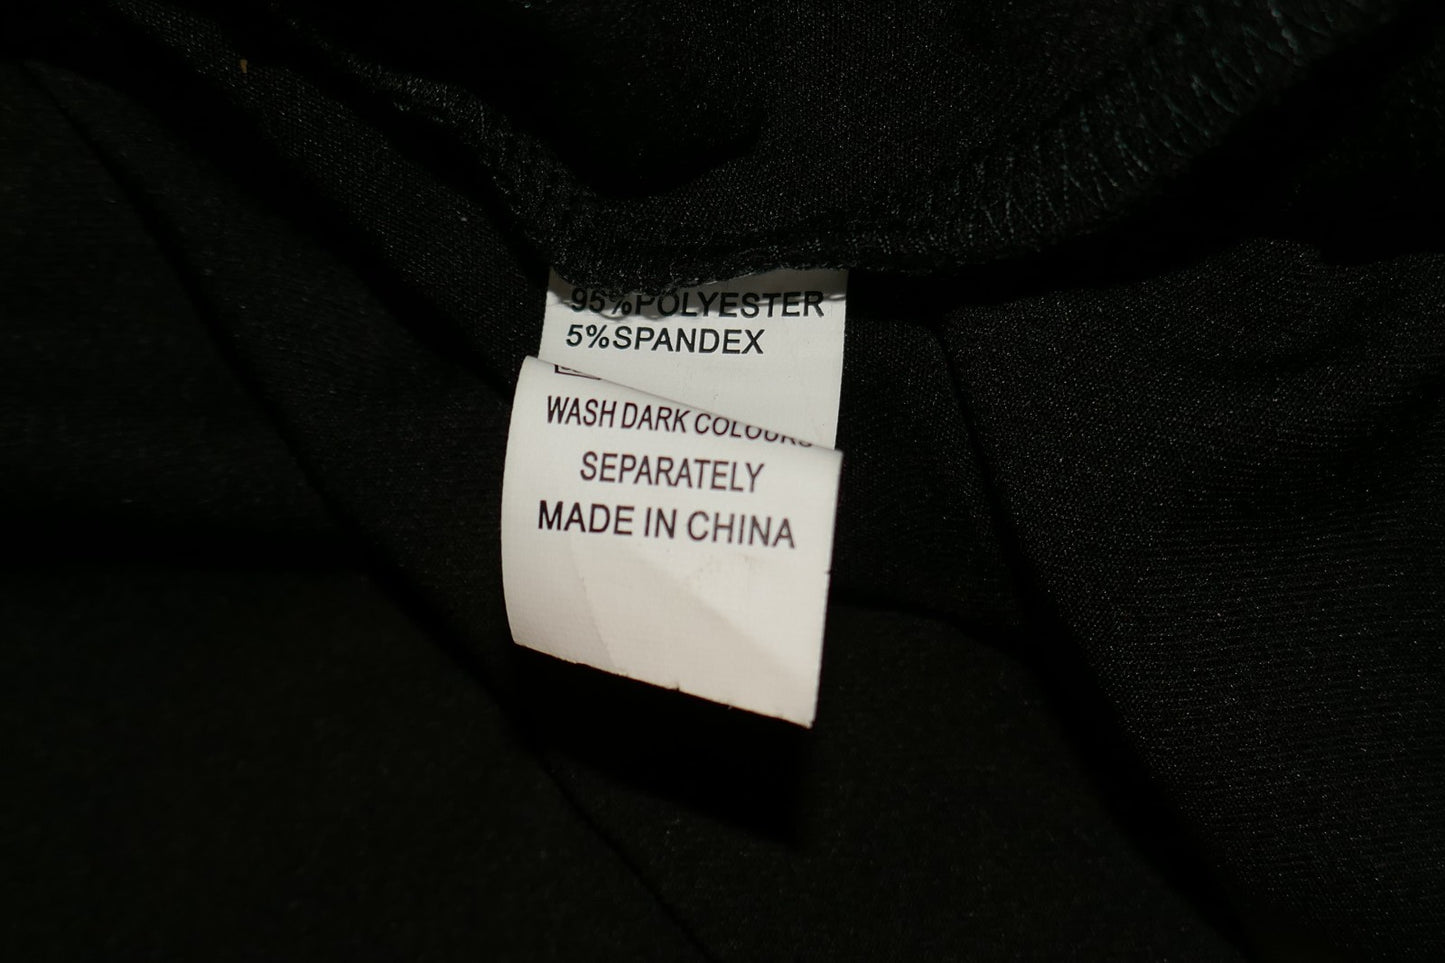 95%POLYESTER
5%SPANDEX
WASH DARK COLOURS
SEPARATELY
MADE IN CHINA